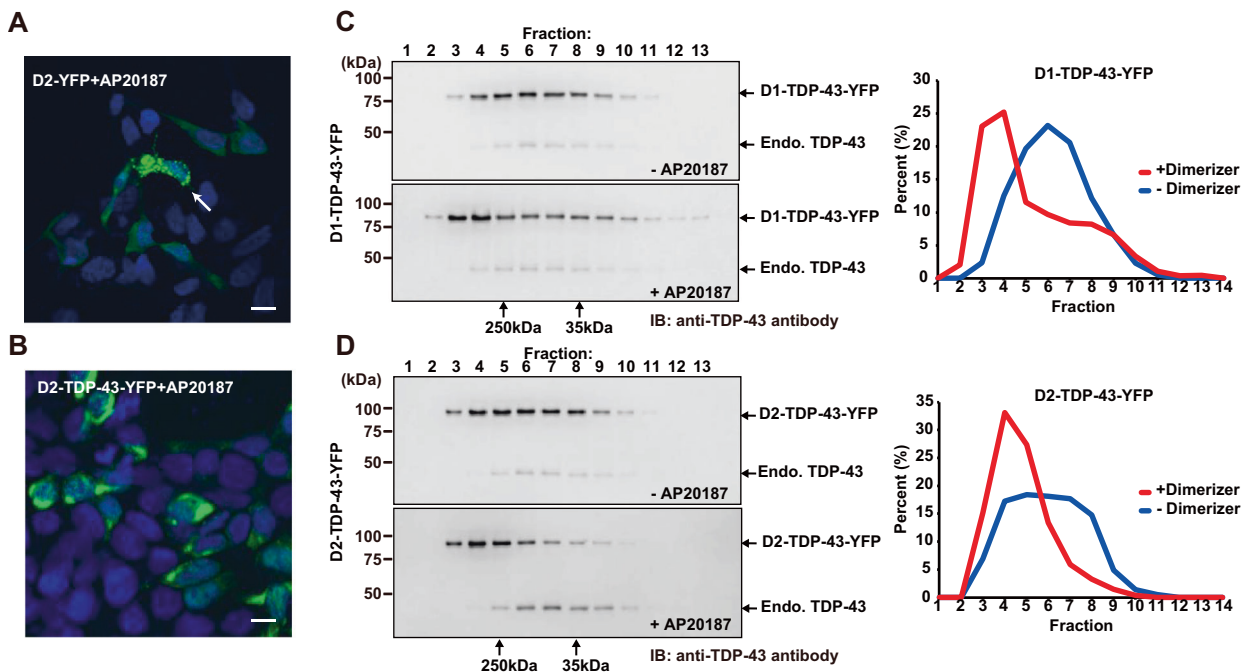 A
D2-YFP+AP20187
B
D2-TDP-43-YFP+AP20187
C
Fraction:
1 2 3 4 5 6 7 8 9 10 11 12 13
(kDa)
100
75
50
D1-TDP-43-YFP
Endo. TDP-43
- AP20187
D1-TDP-43-YFP
100
75
50
D1-TDP-43-YFP
Endo. TDP-43
+ AP20187
250kDa 35kDa
IB: anti-TDP-43 antibody
D1-TDP-43-YFP
Percent (%)
30
25
20
15
10
5
0
1 2 3 4 5 6 7 8 9 10 11 12 13 14
Fraction
+Dimerizer
- Dimerizer
D
Fraction:
1 2 3 4 5 6 7 8 9 10 11 12 13
(kDa)
100
75
50
D2-TDP-43-YFP
Endo. TDP-43
- AP20187
D2-TDP-43-YFP
100
75
50
D2-TDP-43-YFP
Endo. TDP-43
+ AP20187
250kDa 35kDa
IB: anti-TDP-43 antibody
D2-TDP-43-YFP
Percent (%)
35
30
35
20
15
10
5
0
1 2 3 4 5 6 7 8 9 10 11 12 13 14
Fraction
+Dimerizer
- Dimerizer